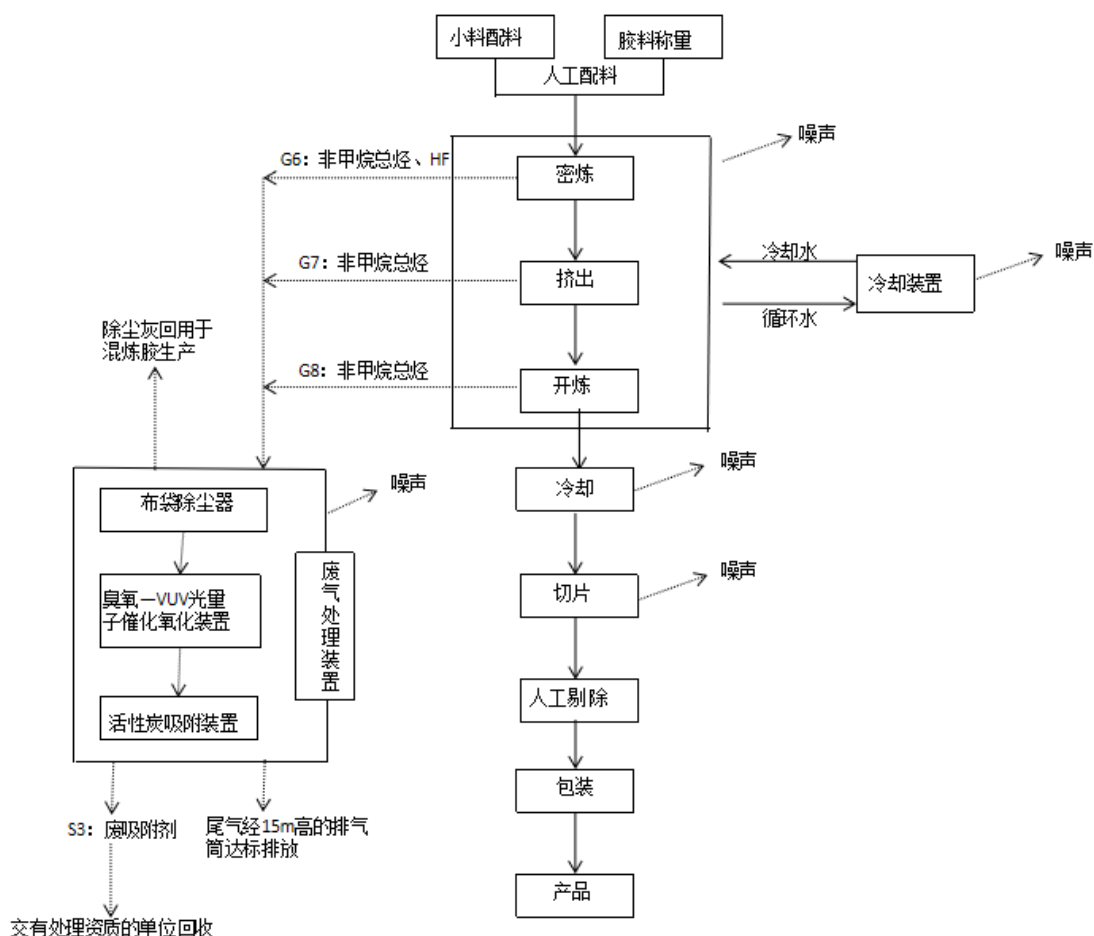 小料配料
胶料称量
人工配料
噪声
G6：非甲烷总烃、HF
密炼
冷却水
噪声
G7：非甲烷总烃
挤出
冷却装置
循环水
除尘灰回用于
混炼胶生产
G8：非甲烷总烃
开炼
噪声
冷却
噪声
布袋除尘器
废气处理装置
噪声
切片
臭氧—VUV光量
子催化氧化装置
人工剔除
活性炭吸附装置
包装
S3：废吸附剂
尾气经15m高的排气
筒达标排放
产品
交有处理资质的单位回收